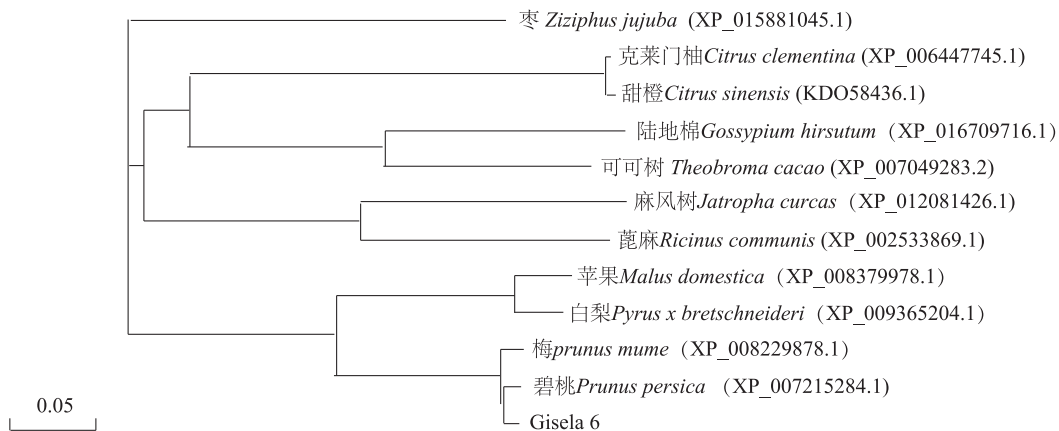 枣 Ziziphus jujuba (XP_015881045.1)
克莱门柚Citrus clementina (XP_006447745.1)
甜橙Citrus sinensis (KDO58436.1)
陆地棉Gossypium hirsutum（XP_016709716.1）
可可树 Theobroma cacao (XP_007049283.2)
麻风树Jatropha curcas（XP_012081426.1)
蓖麻Ricinus communis (XP_002533869.1)
苹果Malus domestica（XP_008379978.1）
白梨Pyrus x bretschneideri（XP_009365204.1）
梅prunus mume（XP_008229878.1）
碧桃Prunus persica （XP_007215284.1)
Gisela 6
0.05